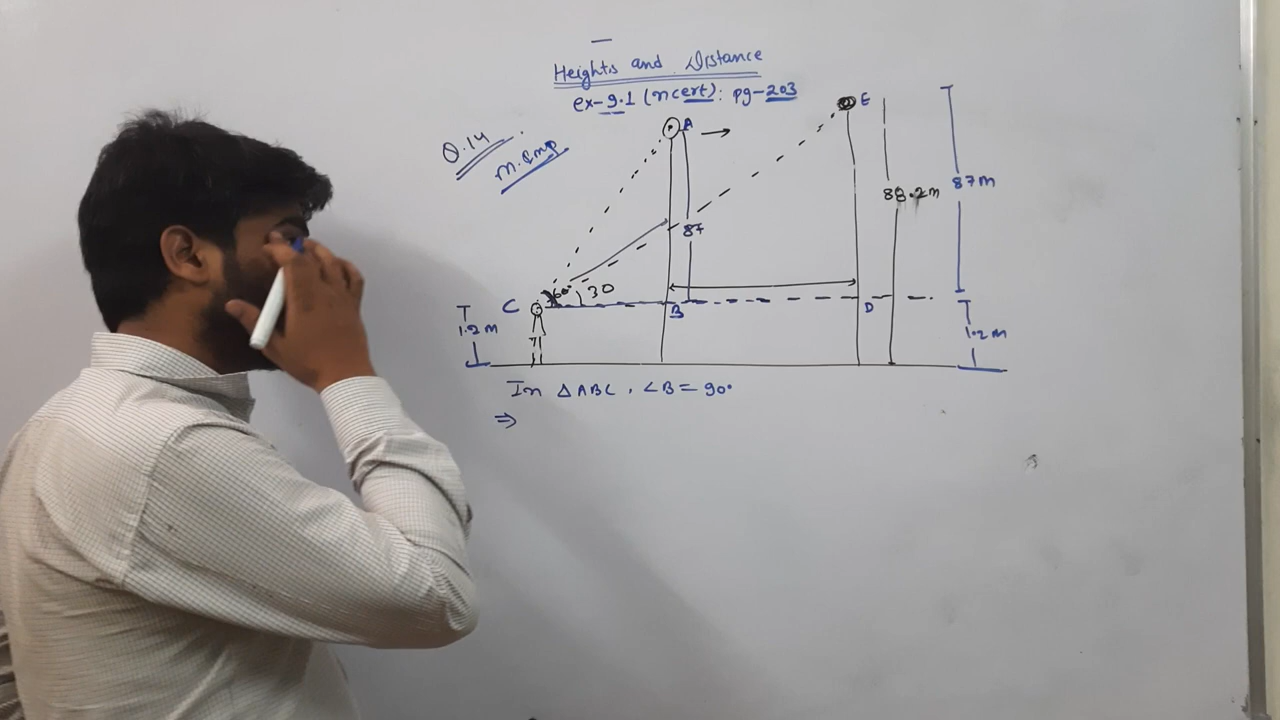 Heights and Distance
ex-9.1 (ncert): pg-203
Q.14
m.Imp
A
E
87
88.2m
87m
C
60°
30
B
D
1.2m
1.2m
In △ABC, ∠B = 90°
⇒